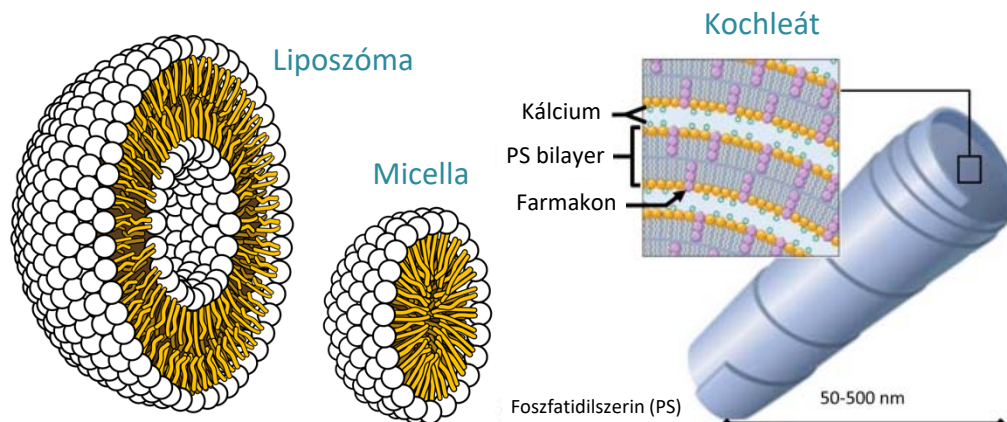 Liposzóma
Micella
Kochleát
Kálcium
PS bilayer
Farmakon
Foszfatidilszerin (PS)
50-500 nm